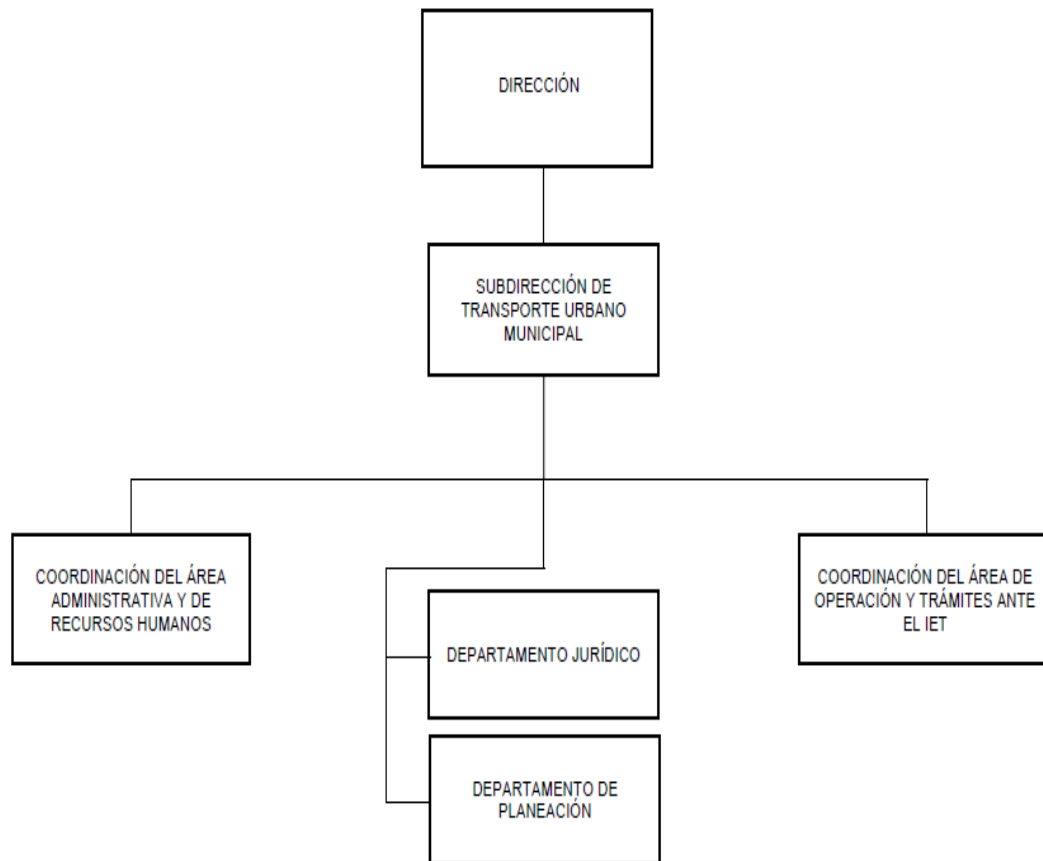 DIRECCIÓN
SUBDIRECCIÓN DE
TRANSPORTE URBANO
MUNICIPAL
COORDINACIÓN DEL ÁREA
ADMINISTRATIVA Y DE
RECURSOS HUMANOS
COORDINACIÓN DEL ÁREA DE
OPERACIÓN Y TRÁMITES ANTE
EL IET
DEPARTAMENTO JURÍDICO
DEPARTAMENTO DE
PLANEACIÓN